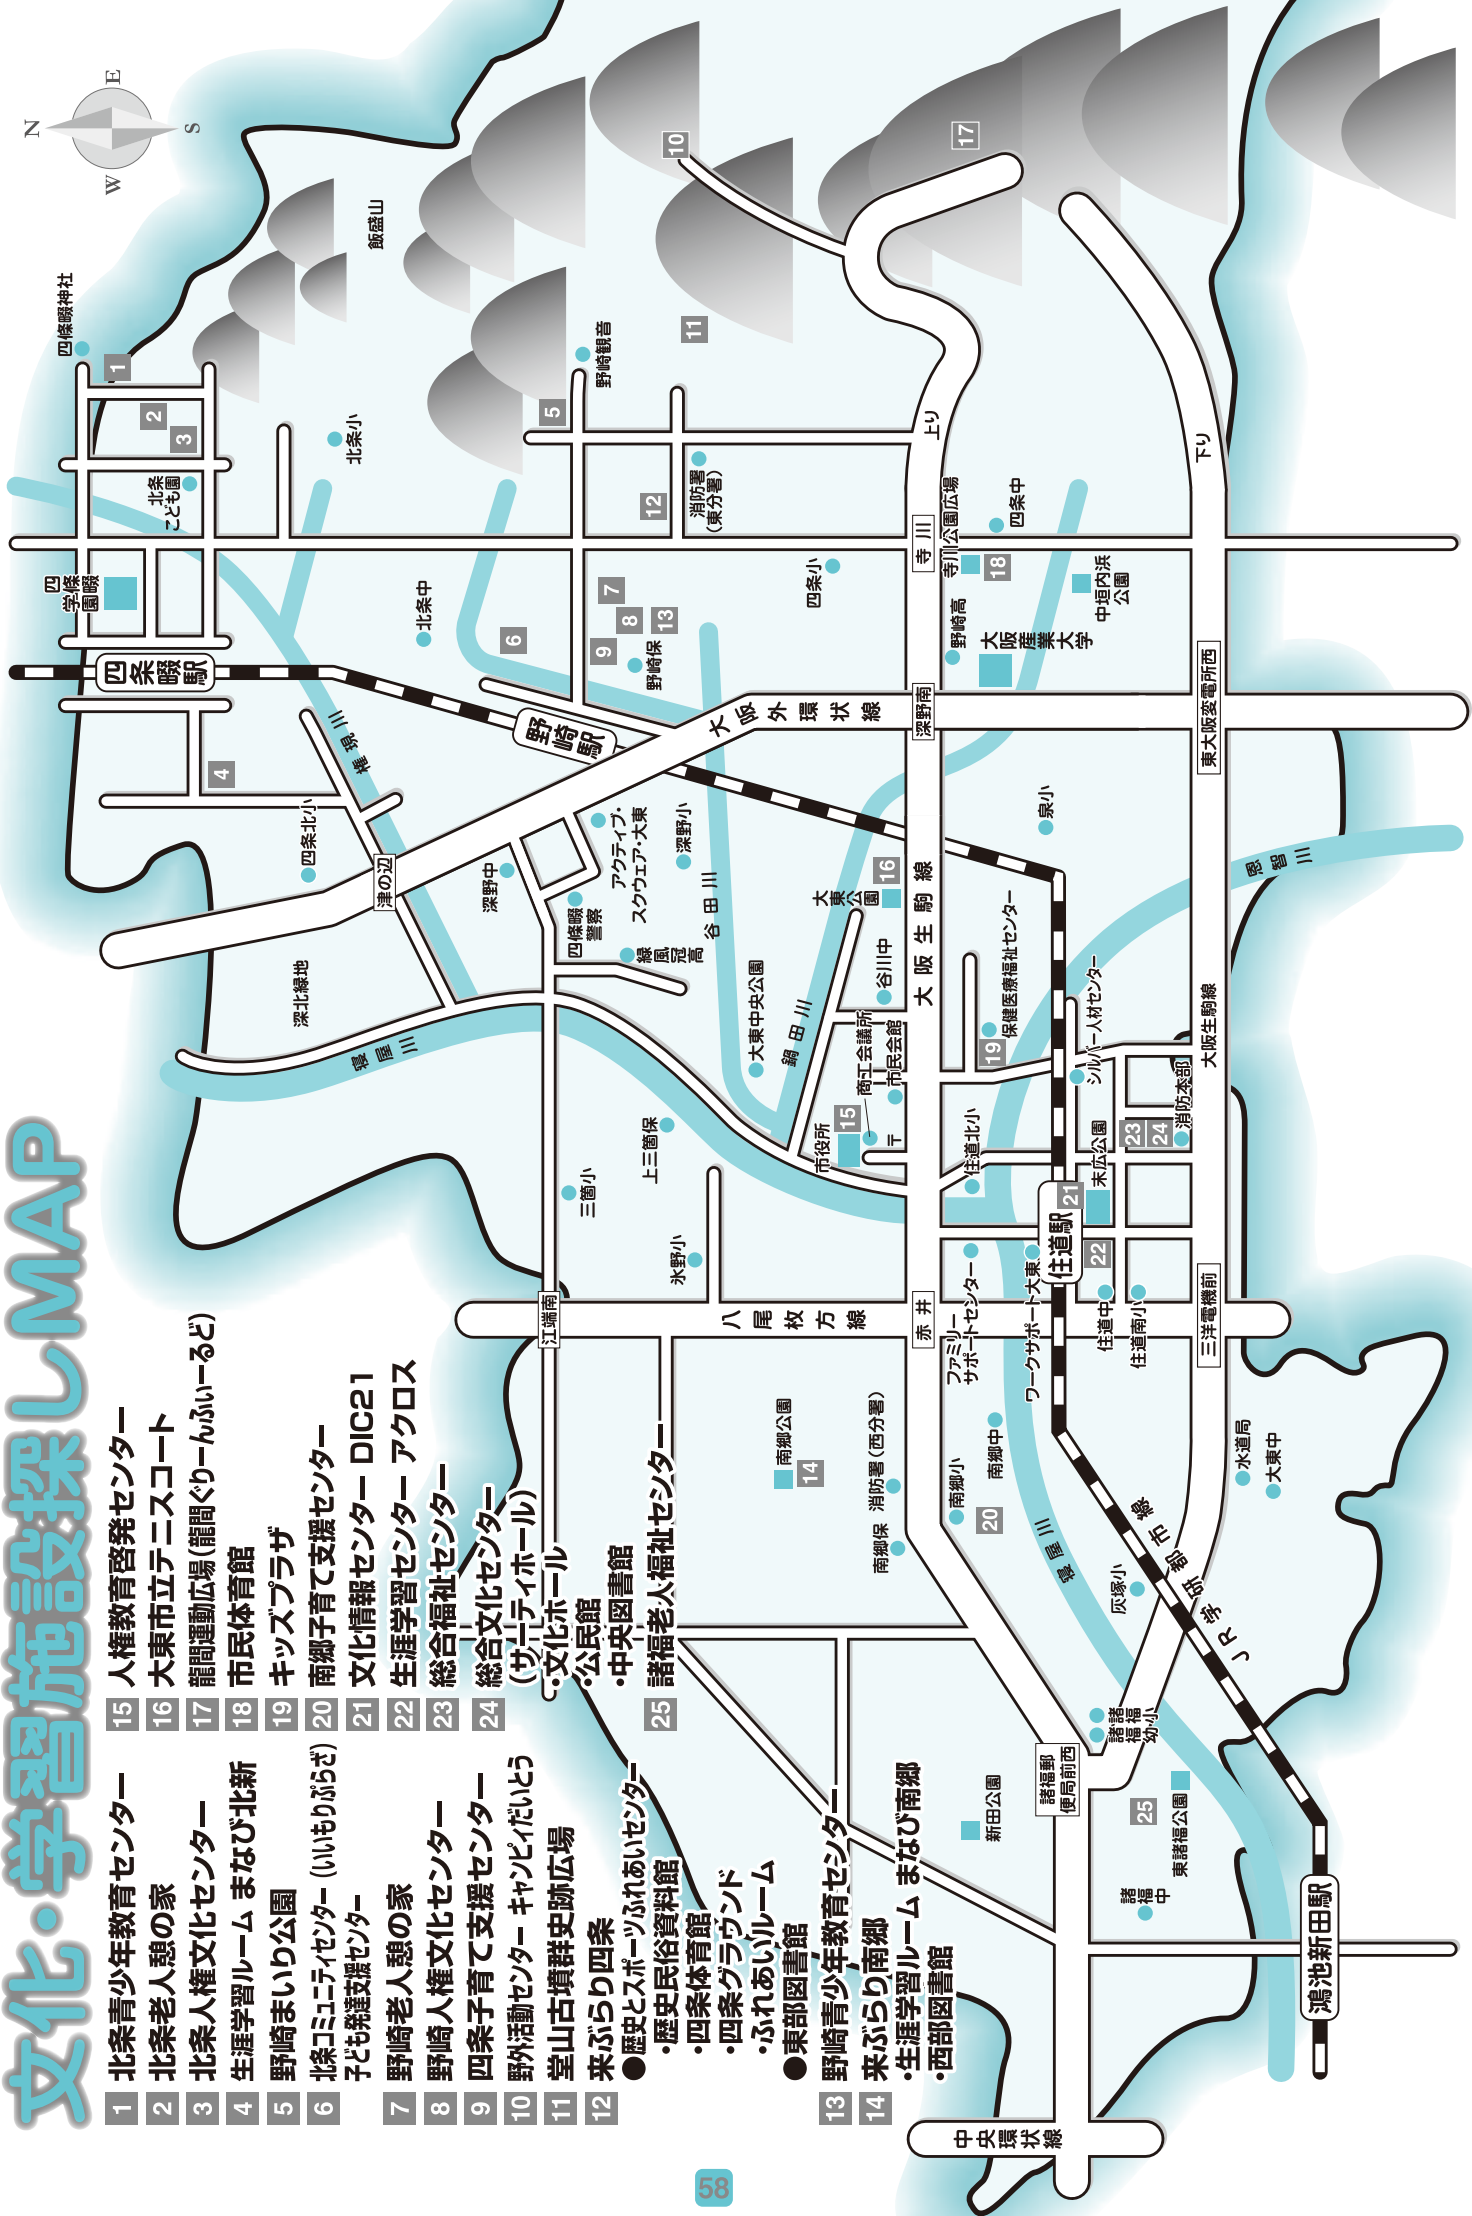 文化・学習施設探しMAP
1 北条青少年教育センター
2 北条老人憩の家
3 北条人権文化センター
4 生涯学習ルーム まなび北新
5 野崎まいり公園
6 北条コミュニティセンター（いいもりぷらざ）
子ども発達支援センター
7 野崎老人憩の家
8 野崎人権文化センター
9 四条子育て支援センター
10 野外活動センター キャンピィだいとう
11 堂山古墳群史跡広場
12 来ぶらり四条
●歴史とスポーツふれあいセンター
・歴史民俗資料館
・四条体育館
・四条グラウンド
・ふれあいルーム
●東部図書館
13 野崎青少年教育センター
14 来ぶらり南郷
・生涯学習ルーム まなび南郷
・西部図書館
15 人権教育啓発センター
16 大東市立テニスコート
17 龍間運動広場（龍間ぐりーんふぃーるど）
18 市民体育館
19 キッズプラザ
20 南郷子育て支援センター
21 文化情報センター DIC21
22 生涯学習センター アクロス
23 総合福祉センター
24 総合文化センター
（サーティホール）
・文化ホール
・公民館
・中央図書館
25 諸福老人福祉センター
N
E
S
W
四條畷神社
1
2
3
北条
こども園
四條畷
学園
四条畷駅
北条小
飯盛山
北条中
権現川
4
四条北小
津の辺
深北緑地
寝屋川
野崎駅
野崎観音
5
6
7
8
9
13
野崎保
10
11
12
消防署
（東分署）
四条小
上り
下り
17
寺川
寺川公園広場
18
四条中
中垣内浜
公園
野崎高
大阪産業大学
深野南
東大阪変電所西
大阪外環状線
深野中
アクティブ・
スクウェア・大東
深野小
四條畷
警察
緑風冠高
谷田川
大東公園
16
大阪生駒線
泉小
恩智川
谷川中
大東中央公園
鍋田川
保健医療福祉センター
19
シルバー人材センター
大阪生駒線
商工会議所
市民会館
市役所
15
〒
消防本部
23
24
末広公園
21
住道北小
住道駅
22
上三箇保
三箇小
氷野小
江端南
八尾枚方線
赤井
ファミリー
サポートセンター
ワークサポート大東
住道中
住道南小
三洋電機前
南郷公園
14
消防署（西分署）
南郷保
南郷小
南郷中
20
水道局
大東中
寝屋川
灰塚小
JR学研都市線
諸福小
諸福幼
諸福郵
便局前西
新田公園
25
東諸福公園
諸福中
鴻池新田駅
中央環状線
58